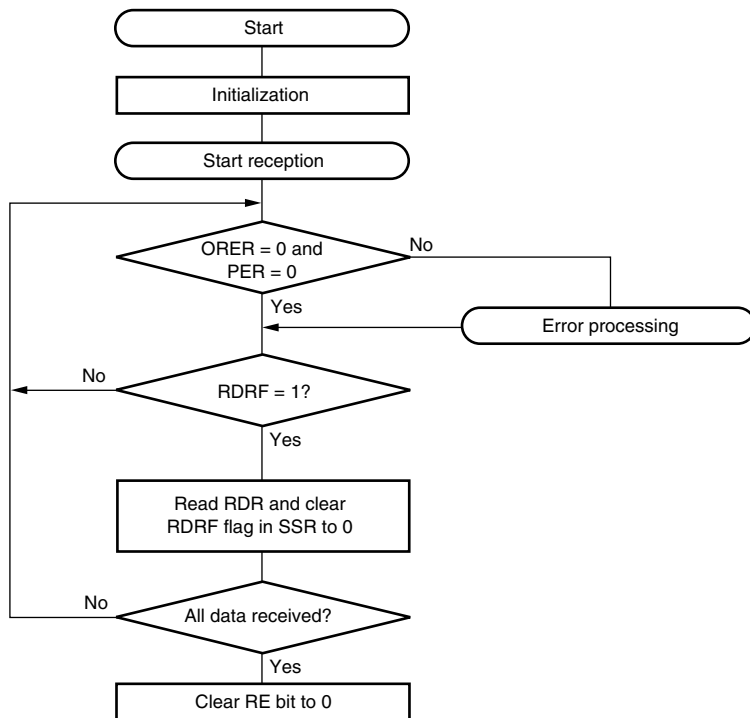 Start
Initialization
Start reception
ORER = 0 and
PER = 0
No
Yes
Error processing
No
RDRF = 1?
Yes
Read RDR and clear
RDRF flag in SSR to 0
No
All data received?
Yes
Clear RE bit to 0